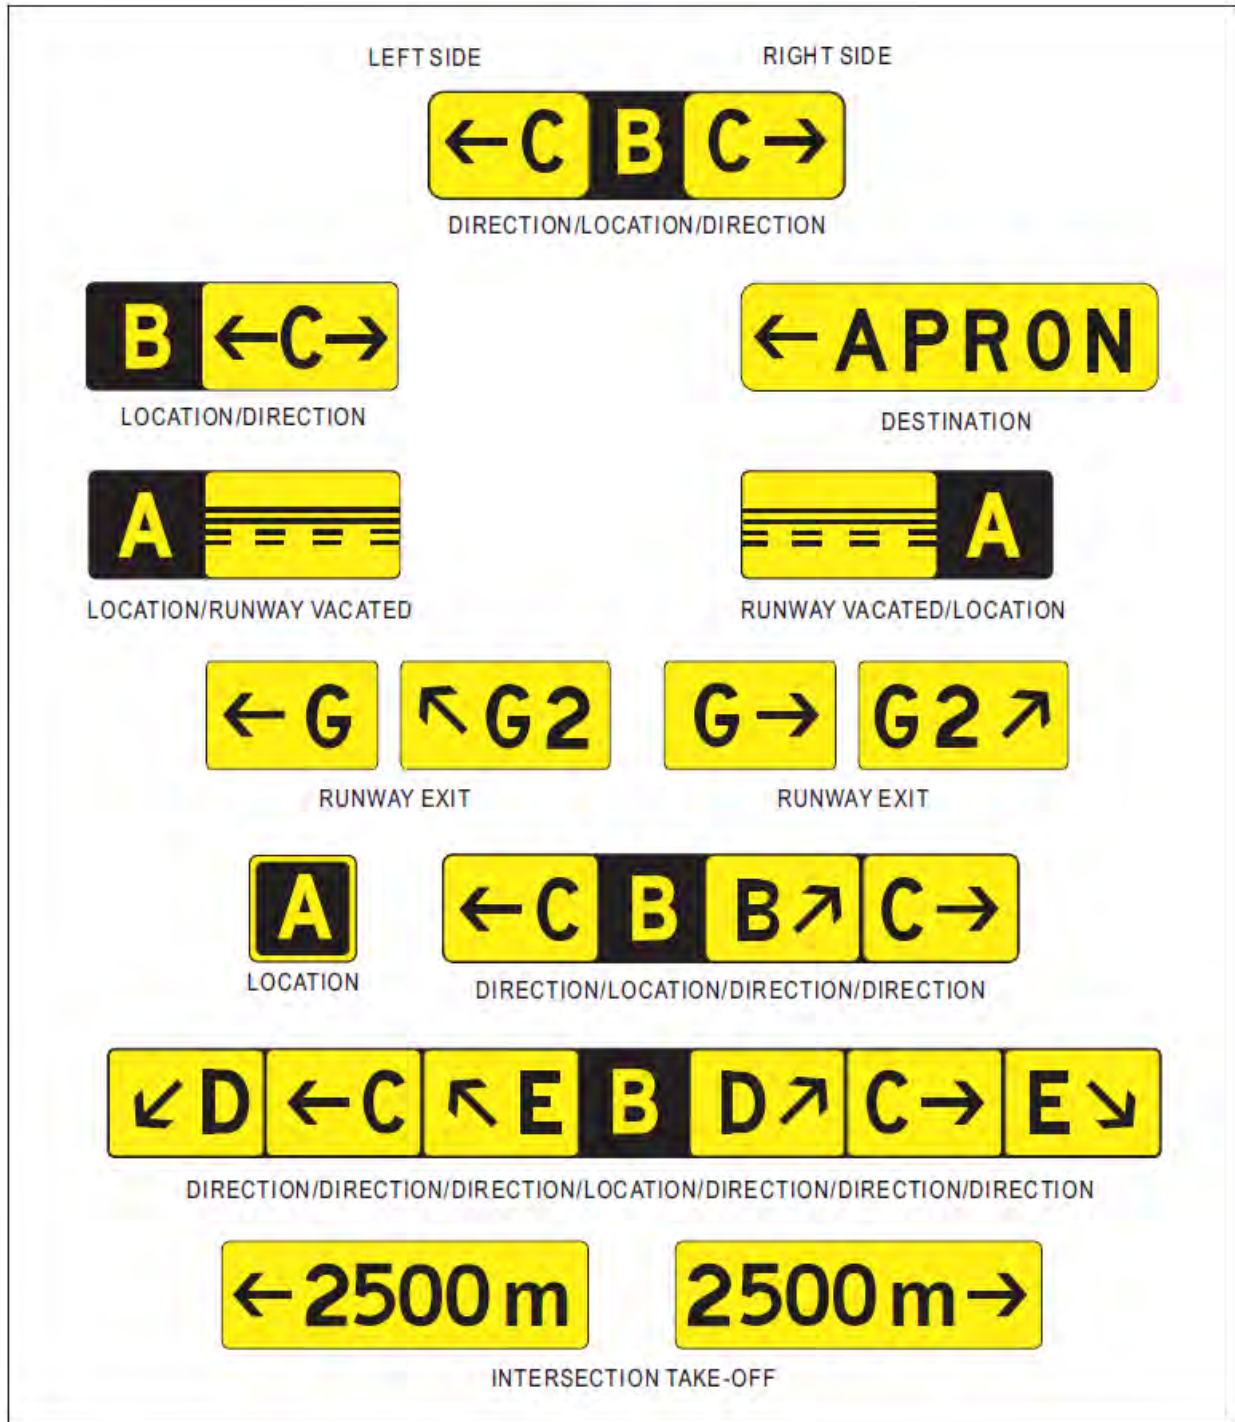 LEFT SIDE RIGHT SIDE
←C B C→
DIRECTION/LOCATION/DIRECTION
B ←C→ ←APRON
LOCATION/DIRECTION DESTINATION
A A
LOCATION/RUNWAY VACATED RUNWAY VACATED/LOCATION
←G ↖G2 G→ G2↗
RUNWAY EXIT RUNWAY EXIT
A ←C B B↗ C→
LOCATION DIRECTION/LOCATION/DIRECTION/DIRECTION
↙D ←C ↖E B D↗ C→ E↘
DIRECTION/DIRECTION/DIRECTION/LOCATION/DIRECTION/DIRECTION/DIRECTION
←2500 m 2500 m→
INTERSECTION TAKE-OFF